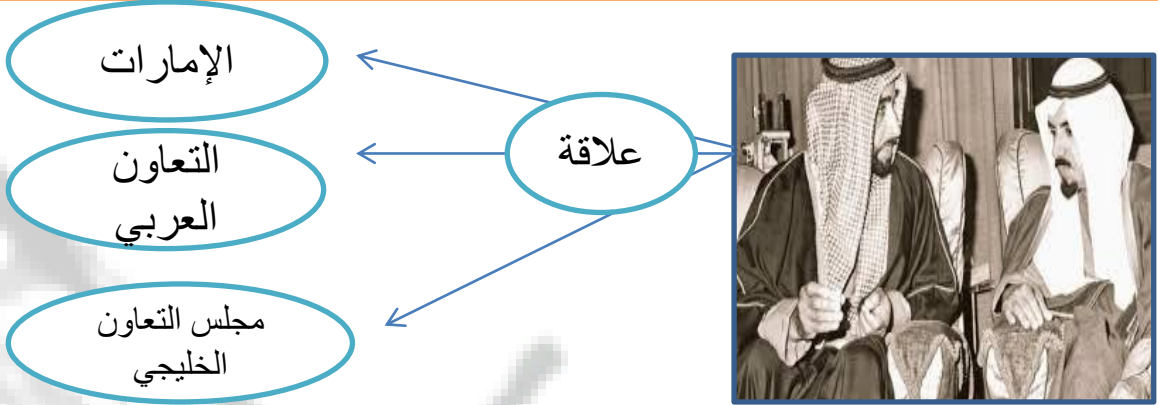 علاقة
الإمارات
التعاون
العربي
مجلس التعاون
الخليجي